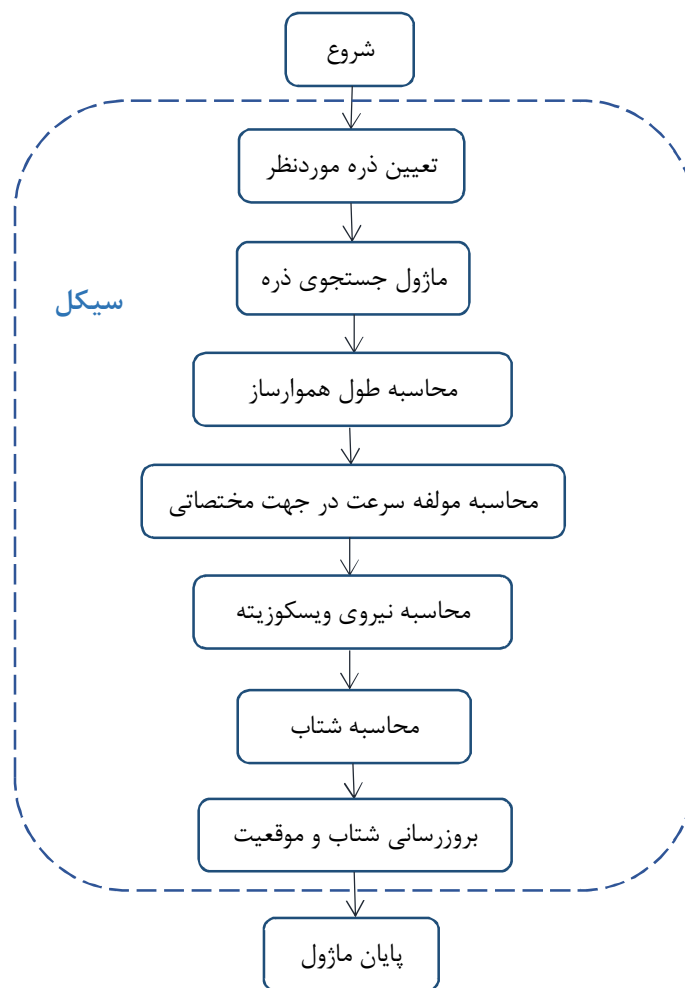 شروع
تعیین ذره موردنظر
ماژول جستجوی ذره
سیکل
محاسبه طول هموارساز
محاسبه مولفه سرعت در جهت مختصاتی
محاسبه نیروی ویسکوزیته
محاسبه شتاب
بروزرسانی شتاب و موقعیت
پایان ماژول